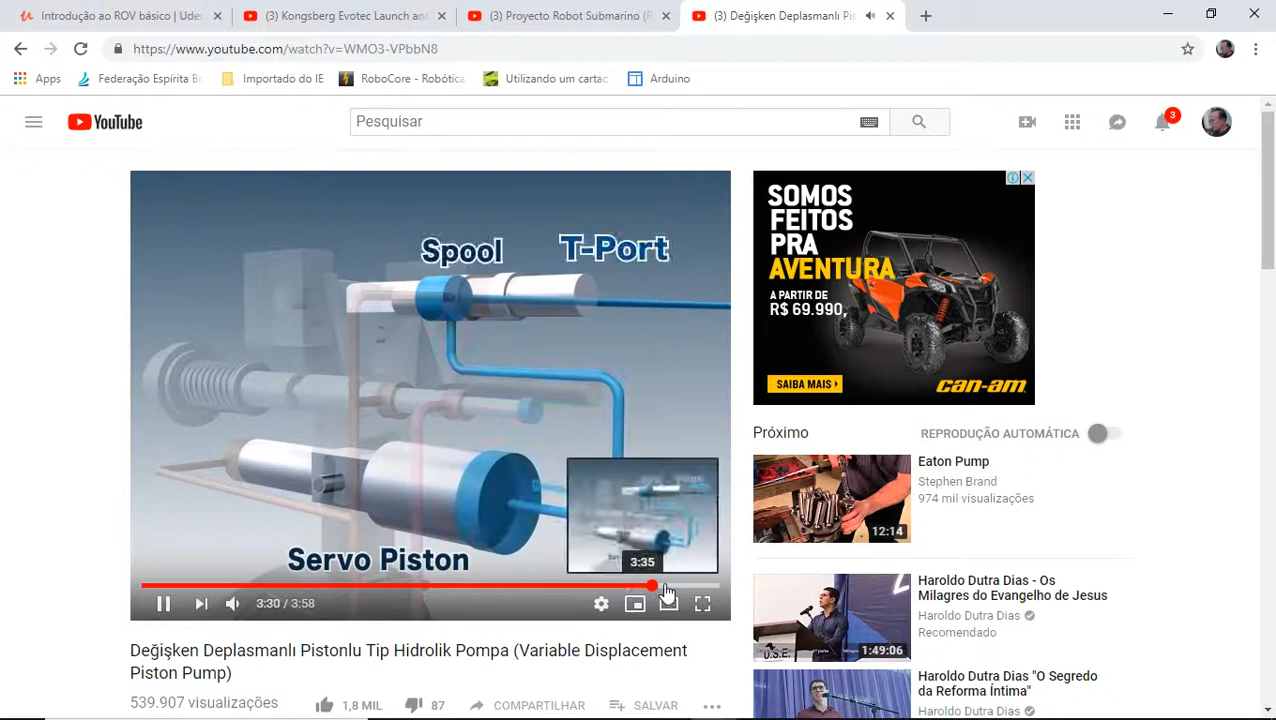 Introdução ao ROV básico | Uder
(3) Kongsberg Evotec Launch and
(3) Proyecto Robot Submarino (R
(3) Değişken Deplasmanlı Pis
https://www.youtube.com/watch?v=WMO3-VPbbN8
Apps
Federação Espírita Br
Importado do IE
RoboCore - Robótica
Utilizando um cartao
Arduino
YouTube
Pesquisar
3
Spool
T-Port
Servo Piston
3:35
3:30 / 3:58
SOMOS
FEITOS
PRA
AVENTURA
A PARTIR DE
R$ 69.990,
SAIBA MAIS
can-am
Próximo
REPRODUÇÃO AUTOMÁTICA
Eaton Pump
Stephen Brand
974 mil visualizações
12:14
Haroldo Dutra Dias - Os
Milagres do Evangelho de Jesus
Haroldo Dutra Dias
Recomendado
U.S.E.
1:49:06
Haroldo Dutra Dias "O Segredo
da Reforma Íntima"
Haroldo Dutra Dias
Değişken Deplasmanlı Pistonlu Tip Hidrolik Pompa (Variable Displacement
Piston Pump)
539.907 visualizações
1,8 MIL
87
COMPARTILHAR
SALVAR